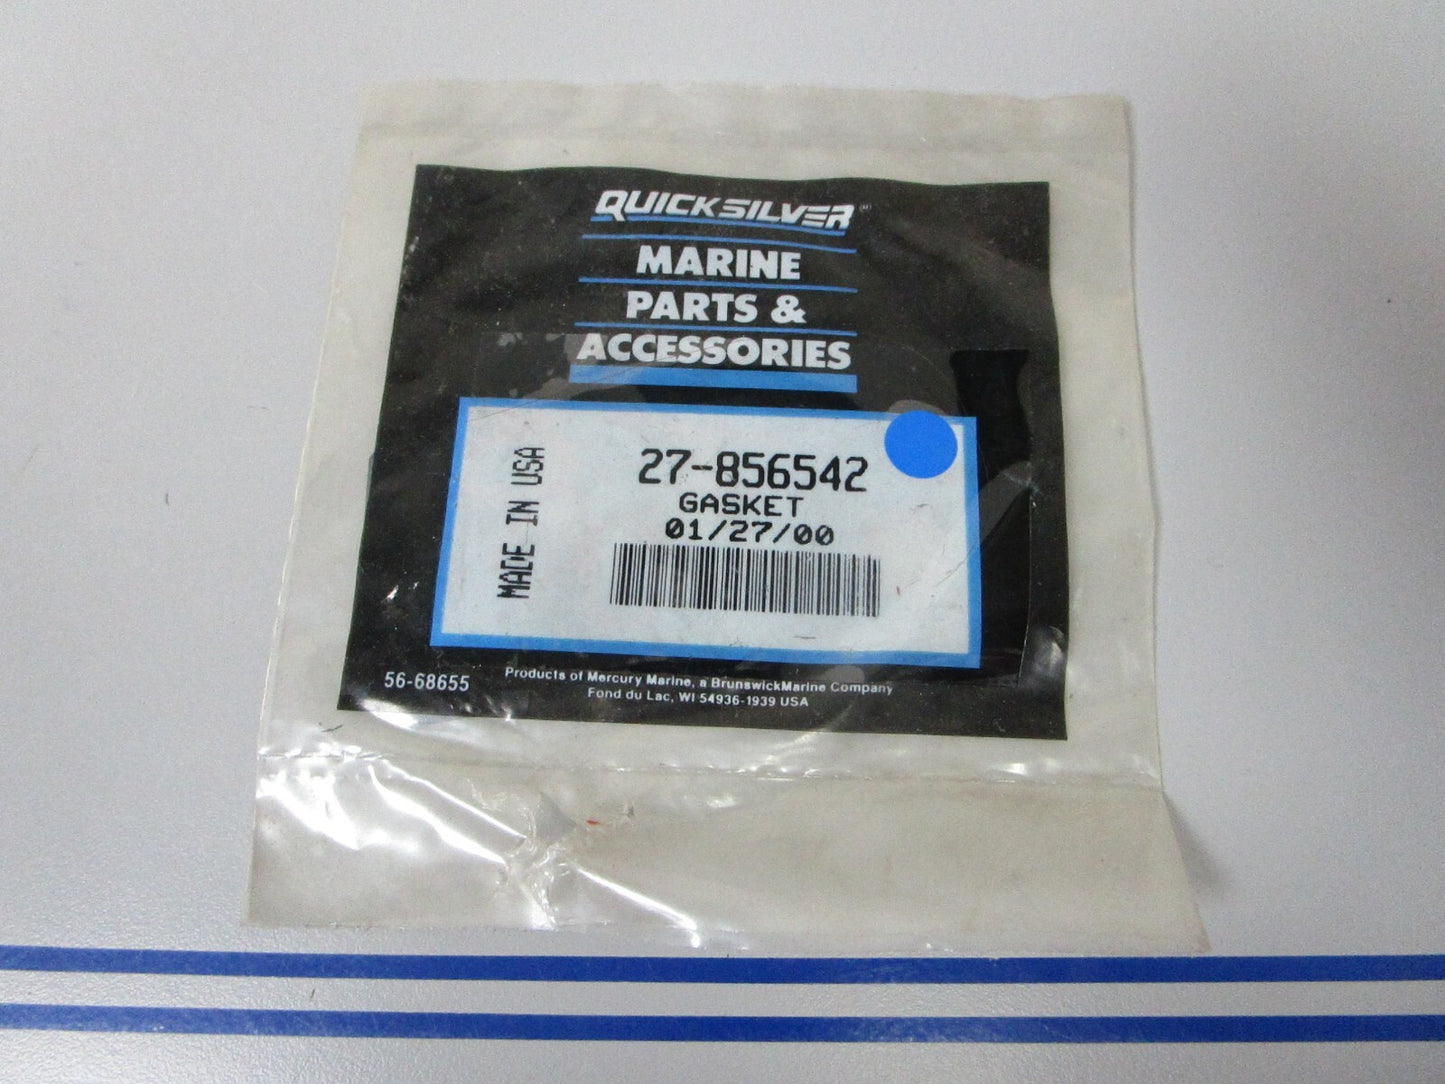 QUICKSILVER
MARINE
PARTS &
ACCESSORIES
MADE IN USA
27-856542
GASKET
01/27/00
56-68655
Products of Mercury Marine, a BrunswickMarine Company
Fond du Lac, WI 54936-1939 USA